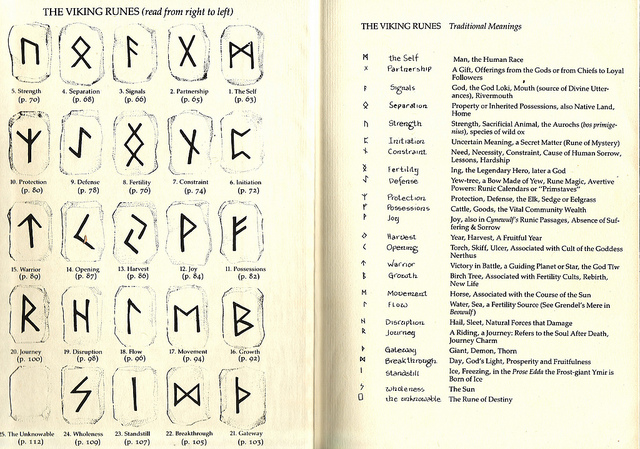 THE VIKING RUNES (read from right to left)
5. Strength 4. Separation 3. Signals 2. Partnership 1. The Self
(p. 70) (p. 68) (p. 66) (p. 65) (p. 63)
10. Protection 9. Defense 8. Fertility 7. Constraint 6. Initiation
(p. 80) (p. 78) (p. 76) (p. 74) (p. 72)
15. Warrior 14. Opening 13. Harvest 12. Joy 11. Possessions
(p. 89) (p. 87) (p. 86) (p. 84) (p. 82)
20. Journey 19. Disruption 18. Flow 17. Movement 16. Growth
(p. 100) (p. 98) (p. 96) (p. 94) (p. 92)
25. The Unknowable 24. Wholeness 23. Standstill 22. Breakthrough 21. Gateway
(p. 112) (p. 109) (p. 107) (p. 105) (p. 103)
THE VIKING RUNES Traditional Meanings
the Self Man, the Human Race
Partnership A Gift, Offerings from the Gods or from Chiefs to Loyal
Followers
Signals God, the God Loki, Mouth (source of Divine Utter-
ances), Rivermouth
Separation Property or Inherited Possessions, also Native Land,
Home
Strength Strength, Sacrificial Animal, the Aurochs (bos primige-
nius), species of wild ox
Initiation Uncertain Meaning, a Secret Matter (Rune of Mystery)
Constraint Need, Necessity, Constraint, Cause of Human Sorrow,
Lessons, Hardship
Fertility Ing, the Legendary Hero, later a God
Defense Yew-tree, a Bow Made of Yew, Rune Magic, Avertive
Powers: Runic Calendars or "Primstaves"
Protection Protection, Defense, the Elk, Sedge or Eelgrass
Possessions Cattle, Goods, the Vital Community Wealth
Joy Joy, also in Cynewulf's Runic Passages, Absence of Suf-
fering & Sorrow
Harvest Year, Harvest, A Fruitful Year
Opening Torch, Skiff, Ulcer, Associated with Cult of the Goddess
Nerthus
Warrior Victory in Battle, a Guiding Planet or Star, the God Tiw
Growth Birch Tree, Associated with Fertility Cults, Rebirth,
New Life
Movement Horse, Associated with the Course of the Sun
Flow Water, Sea, a Fertility Source (See Grendel's Mere in
Beowulf)
Disruption Hail, Sleet, Natural Forces that Damage
Journey A Riding, a Journey: Refers to the Soul After Death,
Journey Charm
Gateway Giant, Demon, Thorn
Breakthrough Day, God's Light, Prosperity and Fruitfulness
Standstill Ice, Freezing, in the Prose Edda the Frost-giant Ymir is
Born of Ice
Wholeness The Sun
the unknowable The Rune of Destiny